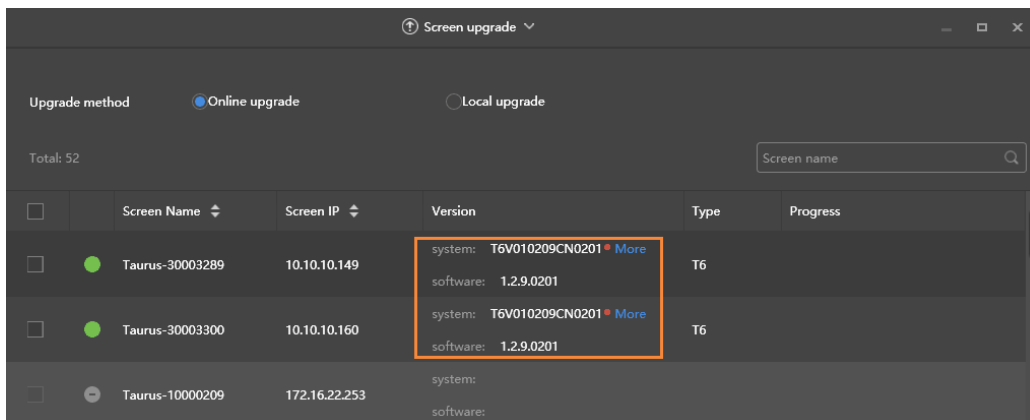 Screen upgrade
Upgrade method Online upgrade Local upgrade
Total: 52 Screen name
Screen Name Screen IP Version Type Progress
system: T6V010209CN0201 More
Taurus-30003289 10.10.10.149 T6
software: 1.2.9.0201
system: T6V010209CN0201 More
Taurus-30003300 10.10.10.160 T6
software: 1.2.9.0201
system:
Taurus-10000209 172.16.22.253
software: